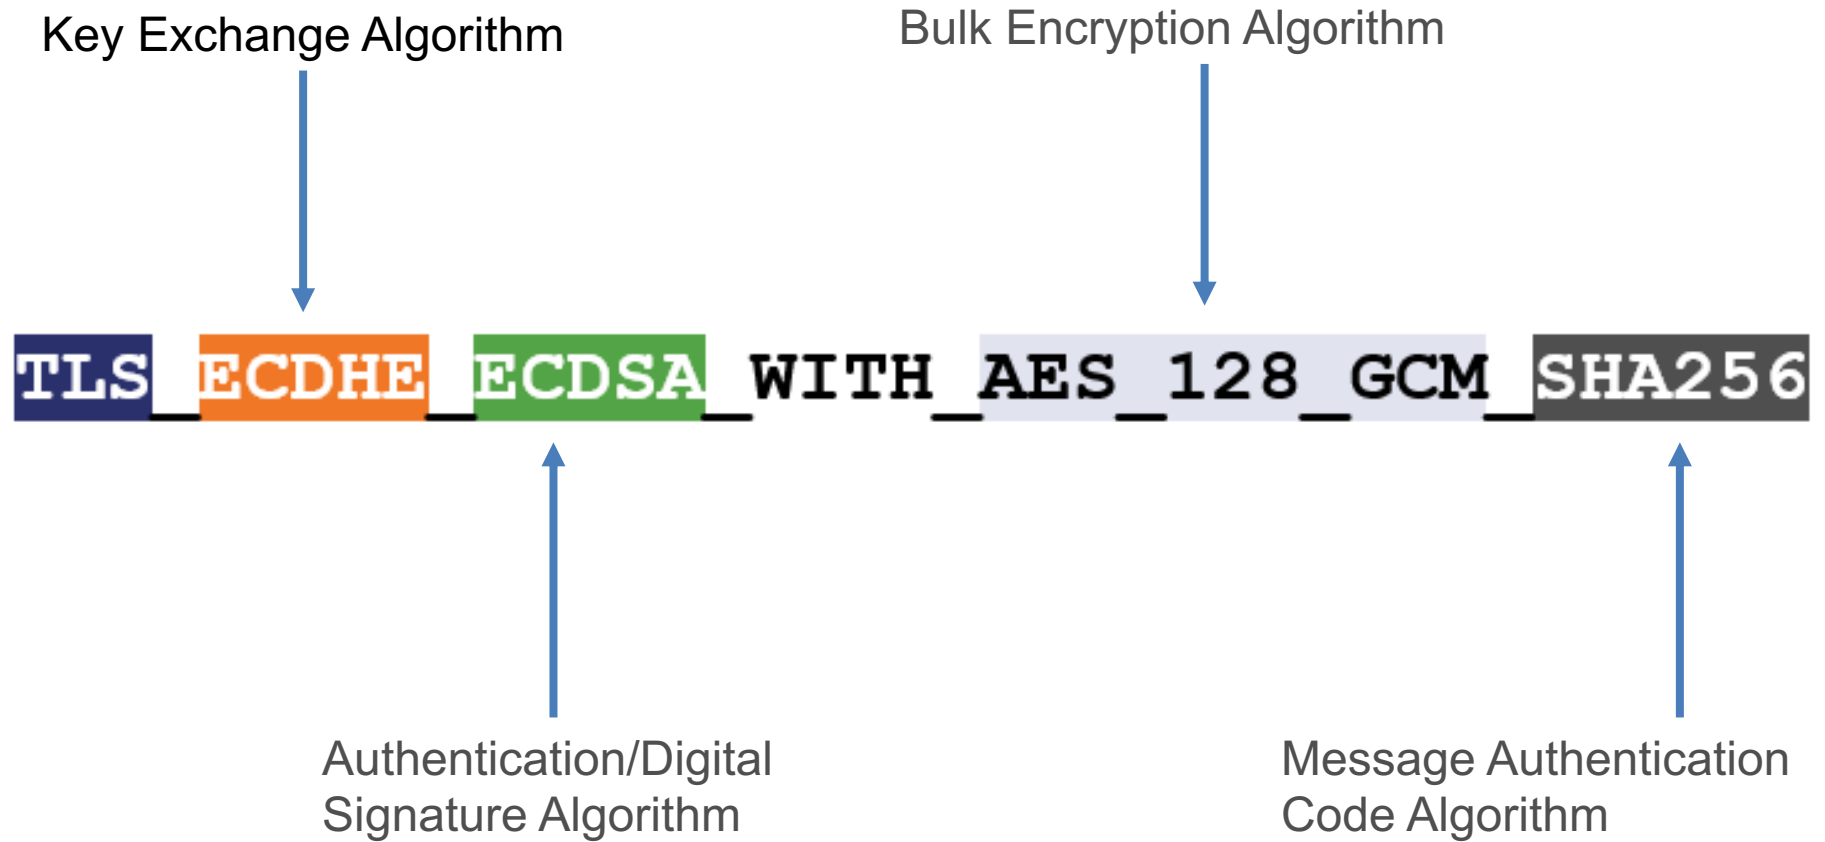 Key Exchange Algorithm
Bulk Encryption Algorithm
TLS_ECDHE_ECDSA_WITH_AES_128_GCM_SHA256
Authentication/Digital
Signature Algorithm
Message Authentication
Code Algorithm